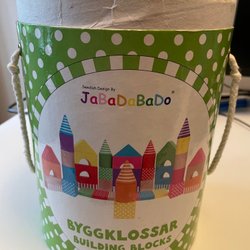 Swedish Design By
JaBaDaBaDo
BYGGKLOSSAR
BUILDING BLOCKS